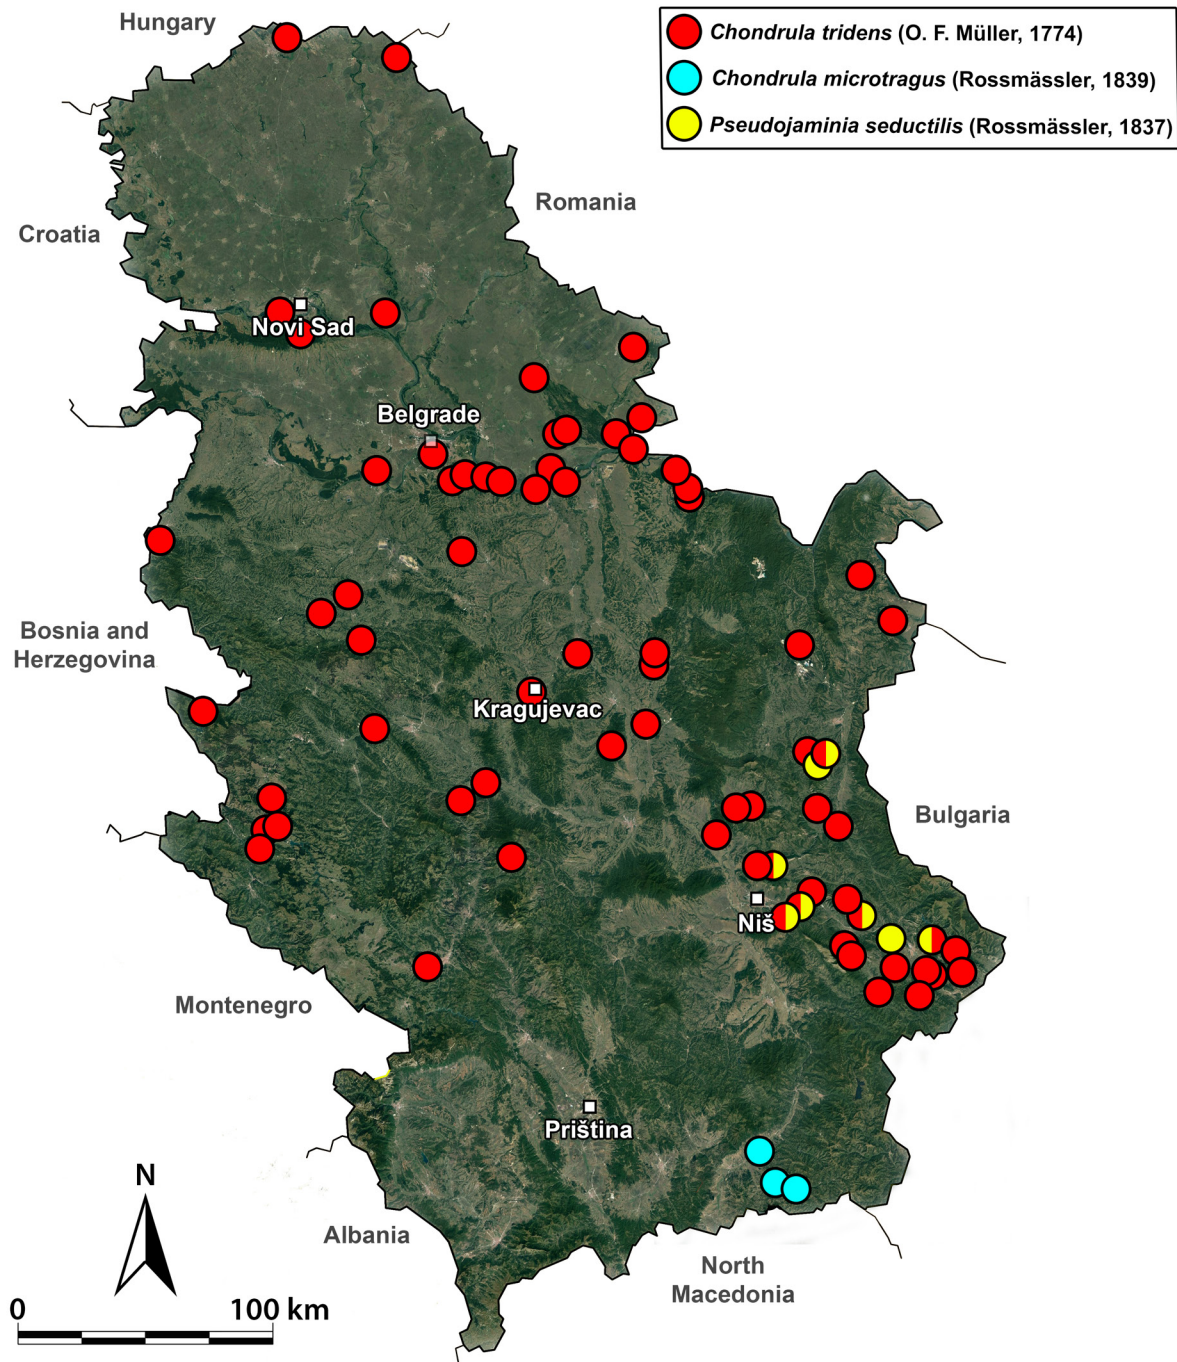 Hungary
Chondrula tridens (O. F. Müller, 1774)
Chondrula microtragus (Rossmässler, 1839)
Pseudojaminia seductilis (Rossmässler, 1837)
Romania
Croatia
Novi Sad
Belgrade
Bosnia and
Herzegovina
Kragujevac
Bulgaria
Niš
Montenegro
Priština
N
Albania
North
Macedonia
0 100 km